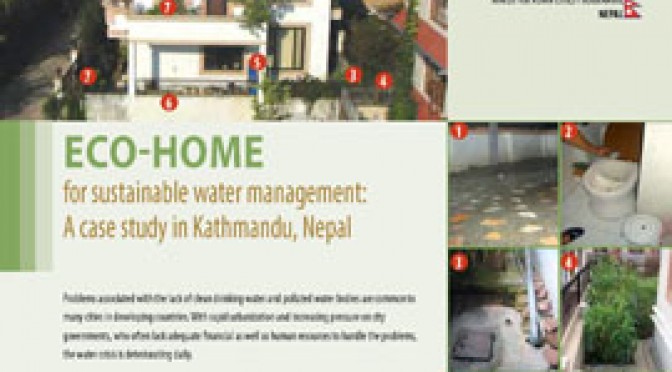 NEPAL
7
7
5
3
4
6
ECO-HOME
for sustainable water management:
A case study in Kathmandu, Nepal
1
2
3
4
Problems associated with the lack of clean drinking water and polluted water bodies are common to
many cities in developing countries. With rapid urbanization and increasing pressure on city
governments, who often lack adequate financial as well as human resources to handle the problems,
the water crisis is deteriorating daily.